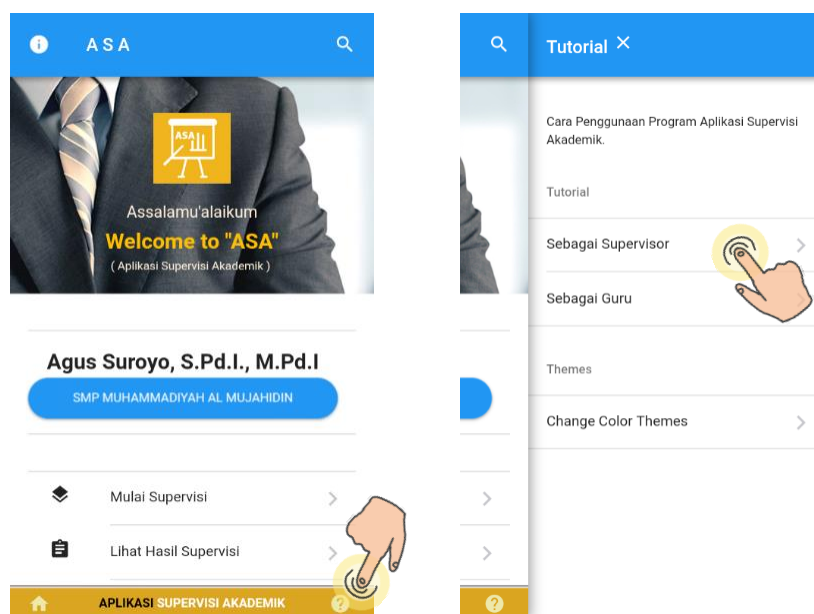 A S A
ASA
Assalamu'alaikum
Welcome to "ASA"
( Aplikasi Supervisi Akademik )
Agus Suroyo, S.Pd.I., M.Pd.I
SMP MUHAMMADIYAH AL MUJAHIDIN
Mulai Supervisi
Lihat Hasil Supervisi
APLIKASI SUPERVISI AKADEMIK
Tutorial
Cara Penggunaan Program Aplikasi Supervisi
Akademik.
Tutorial
Sebagai Supervisor
Sebagai Guru
Themes
Change Color Themes